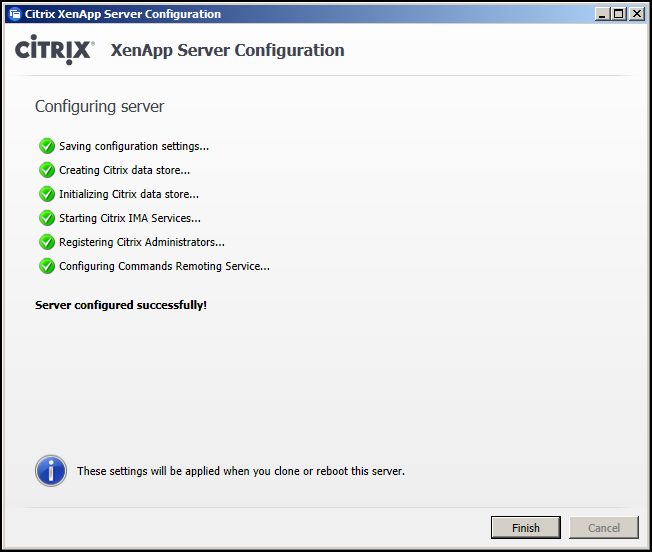 Citrix XenApp Server Configuration
CİTRIX® XenApp Server Configuration
Configuring server
Saving configuration settings...
Creating Citrix data store...
Initializing Citrix data store...
Starting Citrix IMA Services...
Registering Citrix Administrators...
Configuring Commands Remoting Service...
Server configured successfully!
These settings will be applied when you clone or reboot this server.
Finish Cancel